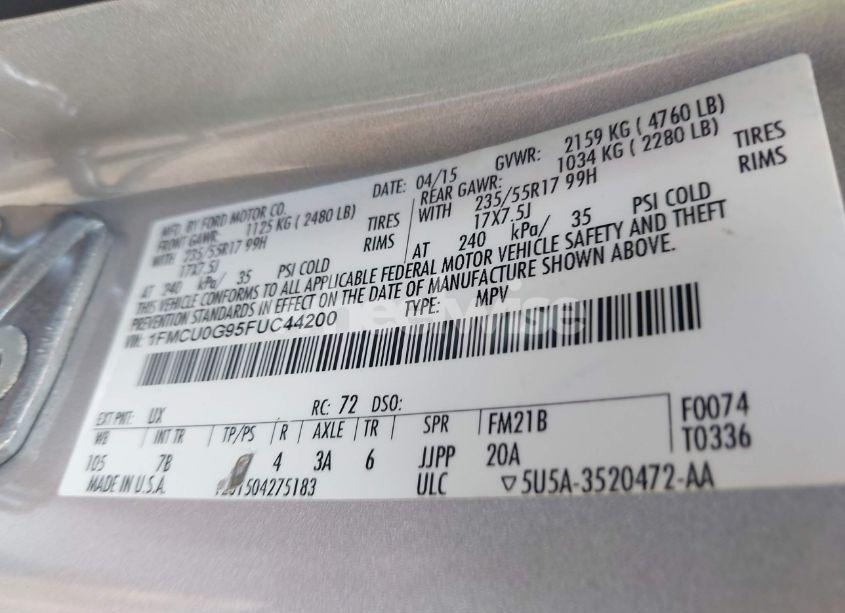 MFD. BY FORD MOTOR CO.
DATE: 04/15 GVWR: 2159 KG ( 4760 LB)
FRONT GAWR: 1125 KG ( 2480 LB) REAR GAWR: 1034 KG ( 2280 LB)
WITH 235/55R17 99H TIRES WITH 235/55R17 99H TIRES
17X7.5J RIMS 17X7.5J RIMS
AT 240 kPa/ 35 PSI COLD AT 240 kPa/ 35 PSI COLD
THIS VEHICLE CONFORMS TO ALL APPLICABLE FEDERAL MOTOR VEHICLE SAFETY AND THEFT
PREVENTION STANDARDS IN EFFECT ON THE DATE OF MANUFACTURE SHOWN ABOVE.
VIN: 1FMCU0G95FUC44200 TYPE: MPV
EXT PNT: UX RC: 72 DSO:
WB INT TR TP/PS R AXLE TR SPR FM21B F0074
105 7B 4 3A 6 JJPP 20A T0336
MADE IN U.S.A. 1504275183 ULC ▽5U5A-3520472-AA